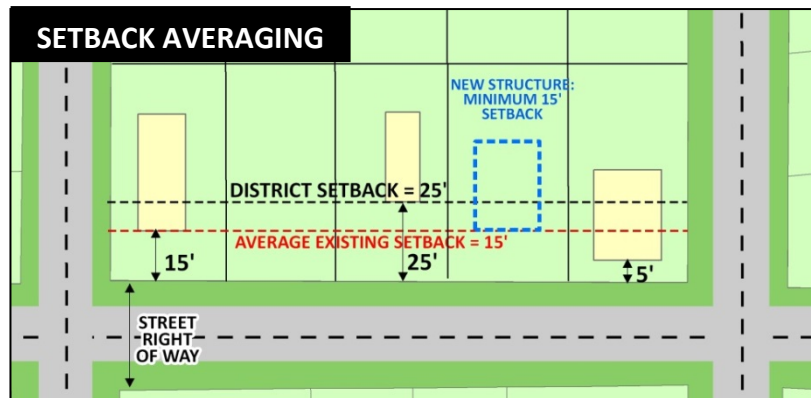 SETBACK AVERAGING
NEW STRUCTURE:
MINIMUM 15'
SETBACK
DISTRICT SETBACK = 25'
AVERAGE EXISTING SETBACK = 15'
15'
25'
5'
STREET
RIGHT
OF WAY